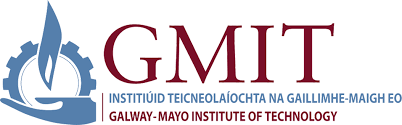 GMIT
INSTITIÚID TEICNEOLAÍOCHTA NA GAILLIMHE-MAIGH EO
GALWAY-MAYO INSTITUTE OF TECHNOLOGY